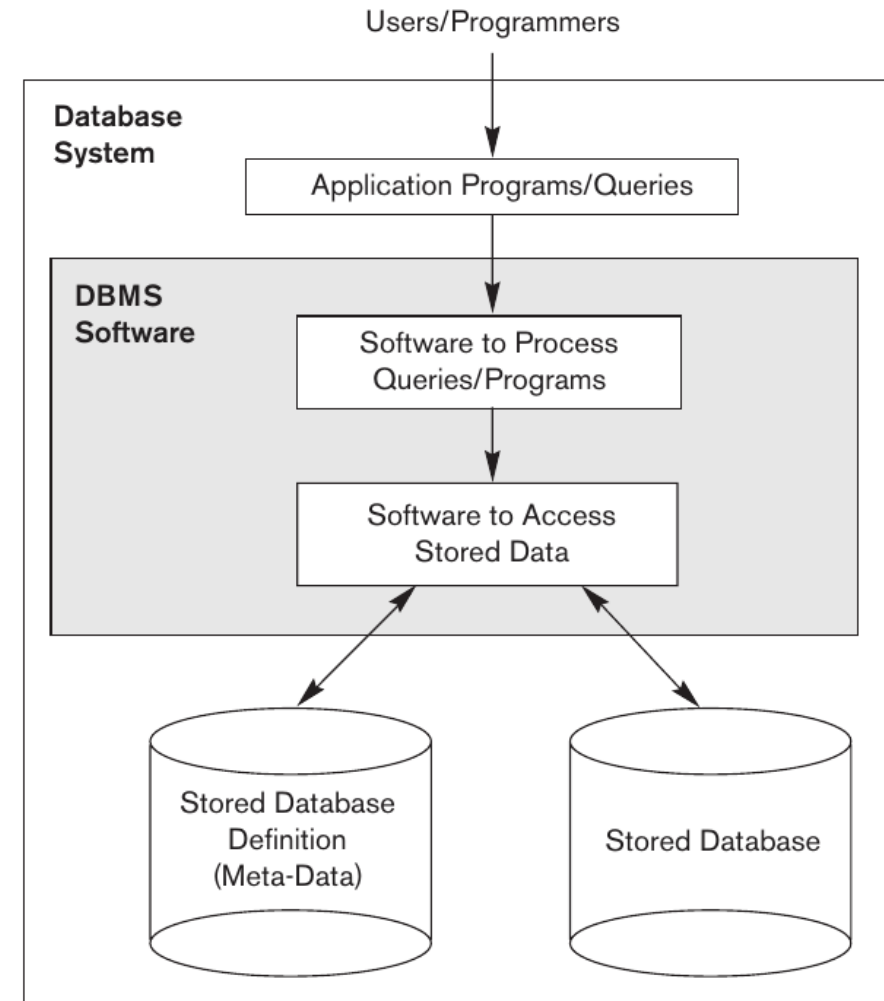 Users/Programmers
Database
System
Application Programs/Queries
DBMS
Software
Software to Process
Queries/Programs
Software to Access
Stored Data
Stored Database
Definition
(Meta-Data)
Stored Database